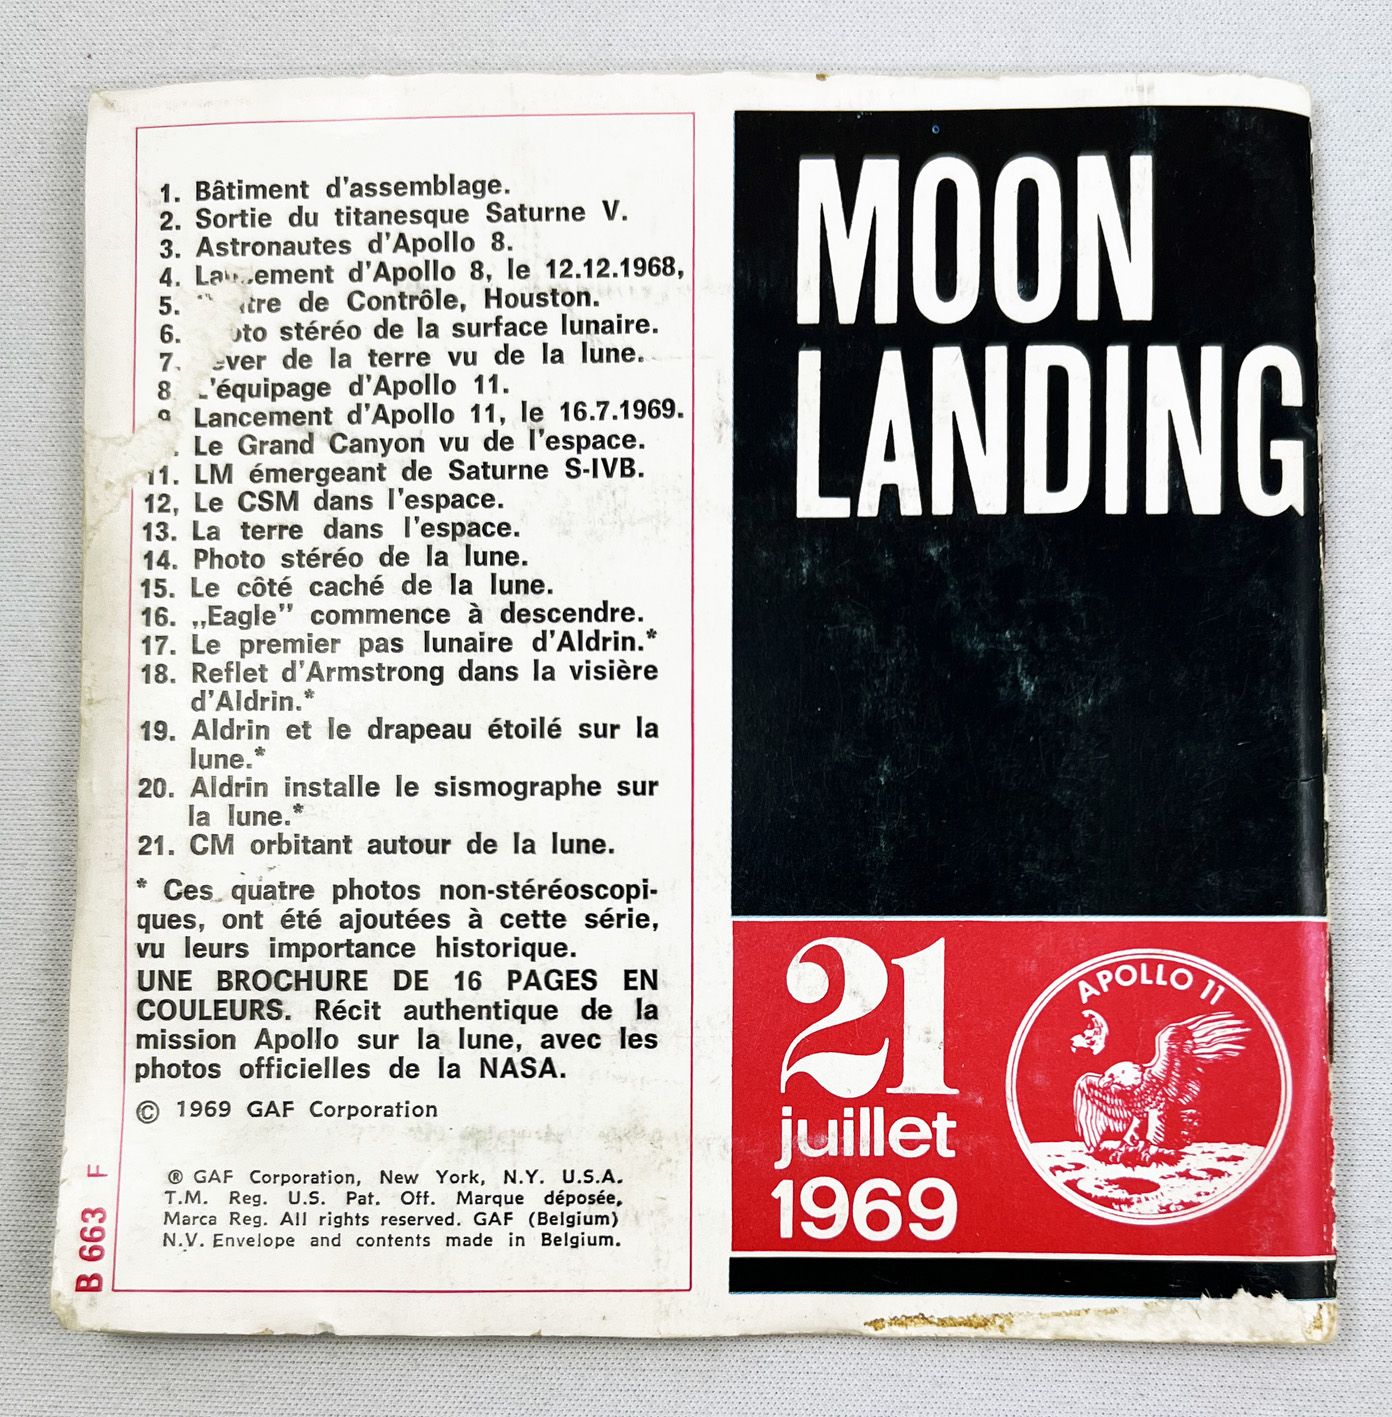 1. Bâtiment d'assemblage.
2. Sortie du titanesque Saturne V.
3. Astronautes d'Apollo 8.
4. d'Apollo 8, le 12.12.1968,
5. de Contrôle, Houston.
6. stéréo de la surface lunaire.
7. de la terre vu de la lune.
8 L'équipage d'Apollo 11.
9 Lancement d'Apollo 11, le 16.7.1969.
Le Grand Canyon vu de l'espace.
11. LM émergeant de Saturne S-IVB.
12, Le CSM dans l'espace.
13. La terre dans l'espace.
14. Photo stéréo de la lune.
15. Le côté caché de la lune.
16. „Eagle” commence à descendre.
17. Le premier pas lunaire d'Aldrin.*
18. Reflet d'Armstrong dans la visière
d'Aldrin.*
19. Aldrin et le drapeau étoilé sur la
lune.*
20. Aldrin installe le sismographe sur
la lune.*
21. CM orbitant autour de la lune.
* Ces quatre photos non-stéréoscopi-
ques, ont été ajoutées à cette série,
vu leurs importance historique.
UNE BROCHURE DE 16 PAGES EN
COULEURS. Récit authentique de la
mission Apollo sur la lune, avec les
photos officielles de la NASA.
© 1969 GAF Corporation
® GAF Corporation, New York, N.Y. U.S.A.
T.M. Reg. U.S. Pat. Off. Marque déposée,
Marca Reg. All rights reserved. GAF (Belgium)
N.V. Envelope and contents made in Belgium.
B 663 F
MOON
LANDING
21
juillet
1969
APOLLO 11